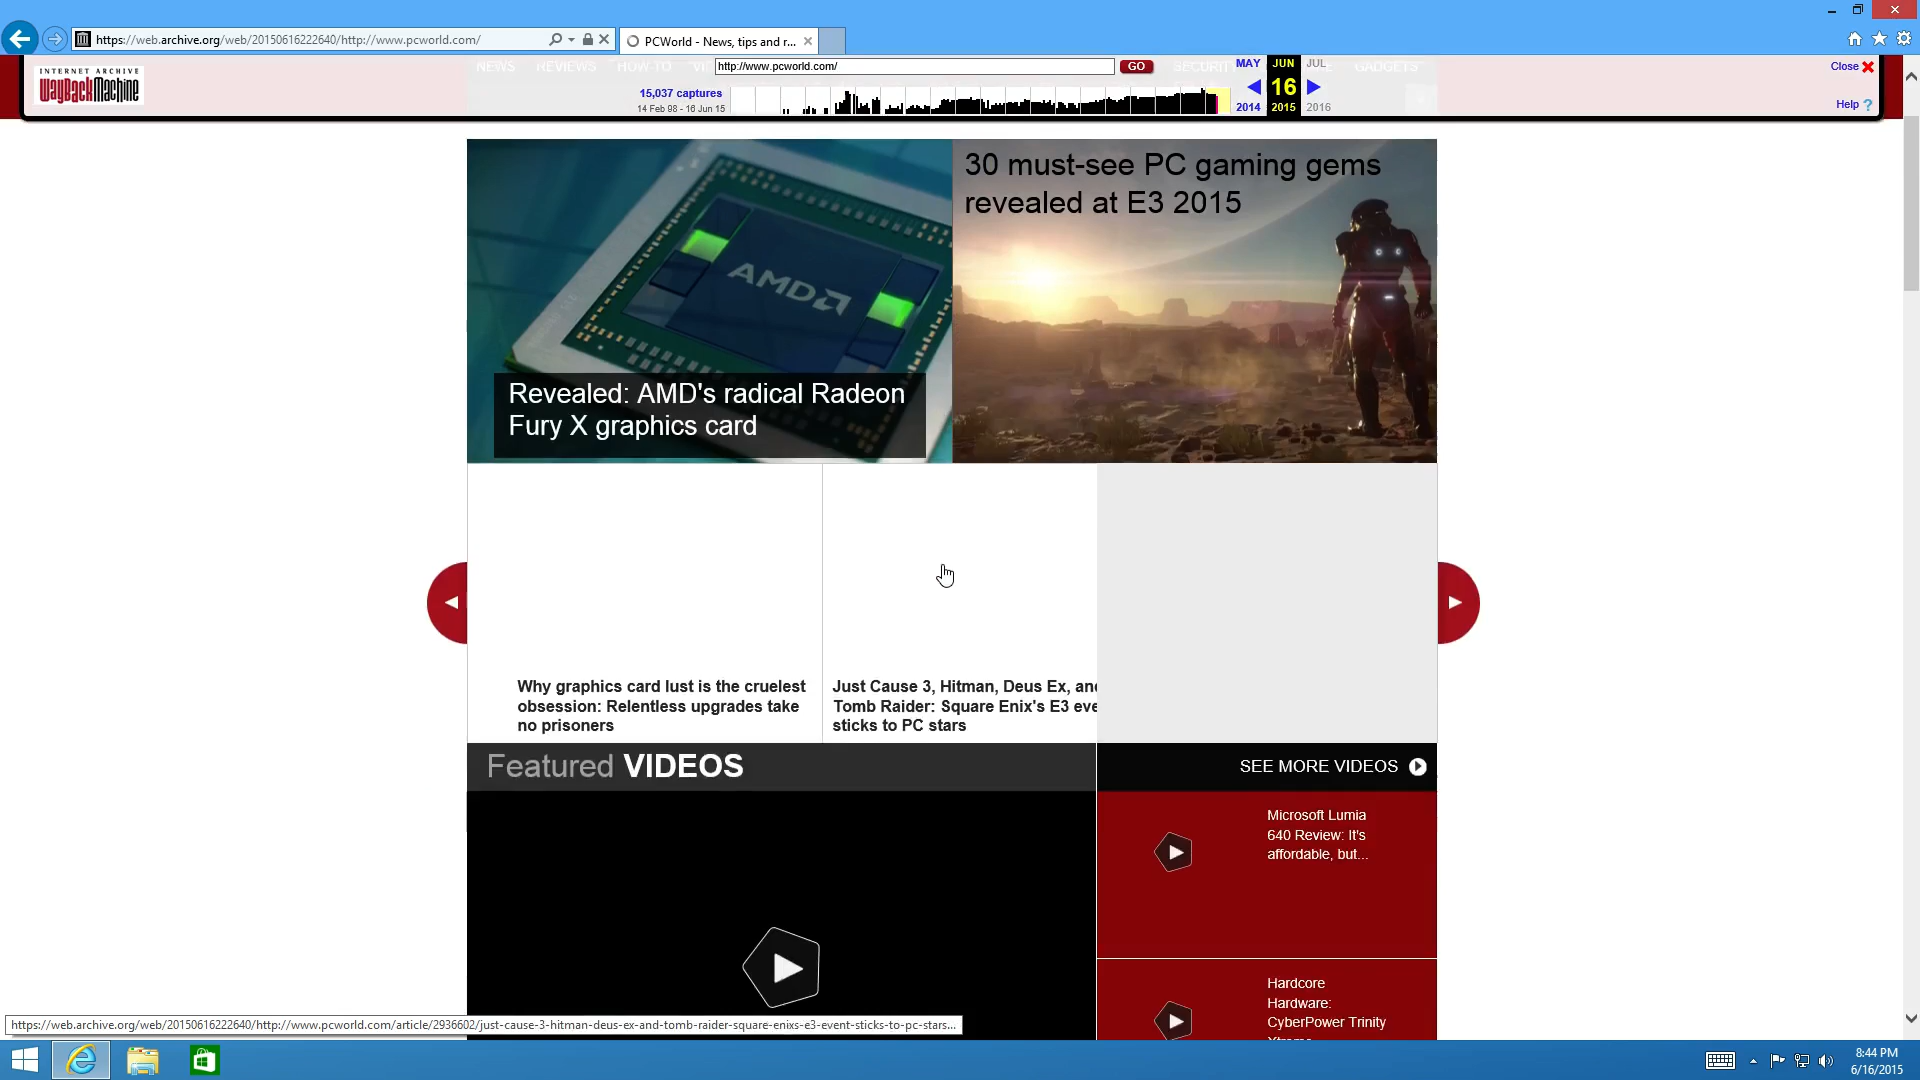 https://web.archive.org/web/20150616222640/http://www.pcworld.com/
PCWorld - News, tips and r...
INTERNET ARCHIVE
WayBackMachine
NEWS REVIEWS HOW-TO
http://www.pcworld.com/
GO
GADGETS
15,037 captures
14 Feb 98 - 16 Jun 15
MAY JUN JUL
16
2014 2015 2016
Close
Help ?
AMD
Revealed: AMD's radical Radeon
Fury X graphics card
30 must-see PC gaming gems
revealed at E3 2015
Why graphics card lust is the cruelest
obsession: Relentless upgrades take
no prisoners
Just Cause 3, Hitman, Deus Ex, and
Tomb Raider: Square Enix's E3 eve
sticks to PC stars
Featured VIDEOS
SEE MORE VIDEOS
Microsoft Lumia
640 Review: It's
affordable, but...
Hardcore
Hardware:
CyberPower Trinity
https://web.archive.org/web/20150616222640/http://www.pcworld.com/article/2936602/just-cause-3-hitman-deus-ex-and-tomb-raider-square-enixs-e3-event-sticks-to-pc-stars...
8:44 PM
6/16/2015